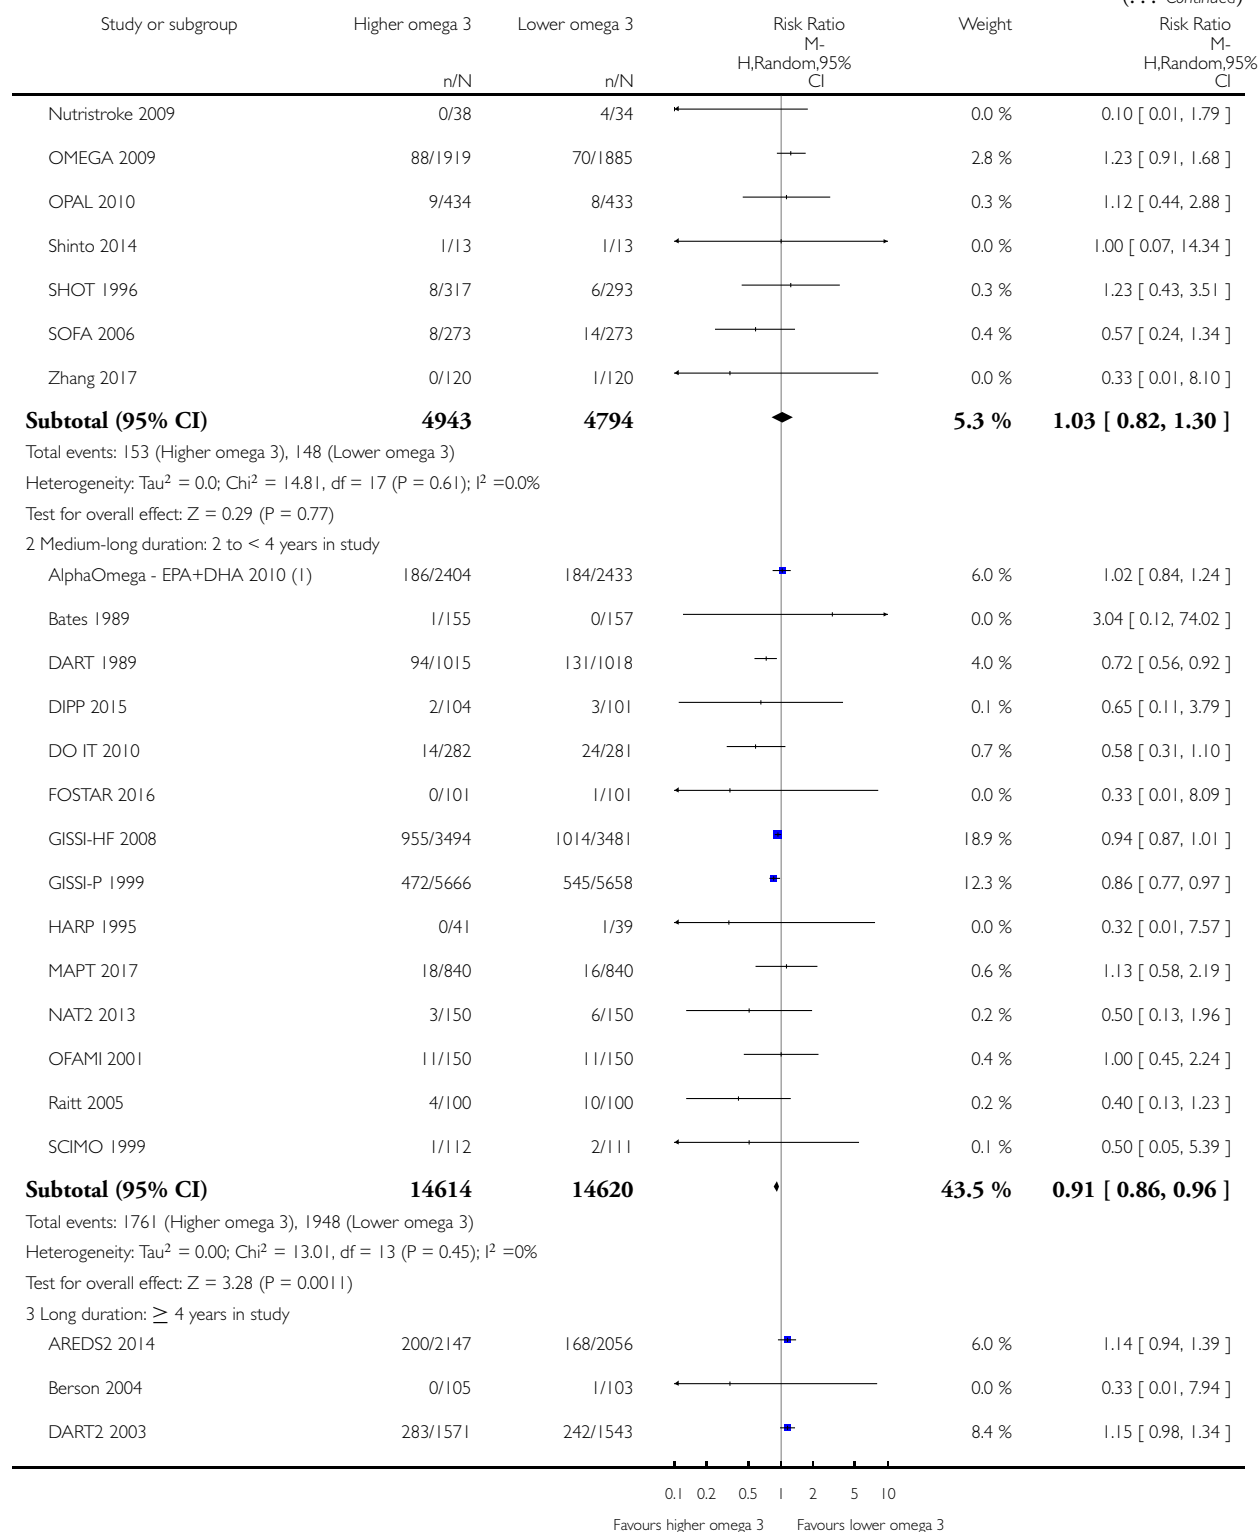 (. . . Continued)
Study or subgroup Higher omega 3 Lower omega 3 Risk Ratio Weight Risk Ratio
M- M-
H,Random,95% H,Random,95%
n/N n/N CI CI
Nutristroke 2009 0/38 4/34 0.0 % 0.10 [ 0.01, 1.79 ]
OMEGA 2009 88/1919 70/1885 2.8 % 1.23 [ 0.91, 1.68 ]
OPAL 2010 9/434 8/433 0.3 % 1.12 [ 0.44, 2.88 ]
Shinto 2014 1/13 1/13 0.0 % 1.00 [ 0.07, 14.34 ]
SHOT 1996 8/317 6/293 0.3 % 1.23 [ 0.43, 3.51 ]
SOFA 2006 8/273 14/273 0.4 % 0.57 [ 0.24, 1.34 ]
Zhang 2017 0/120 1/120 0.0 % 0.33 [ 0.01, 8.10 ]
Subtotal (95% CI) 4943 4794 5.3 % 1.03 [ 0.82, 1.30 ]
Total events: 153 (Higher omega 3), 148 (Lower omega 3)
Heterogeneity: Tau² = 0.0; Chi² = 14.81, df = 17 (P = 0.61); I² =0.0%
Test for overall effect: Z = 0.29 (P = 0.77)
2 Medium-long duration: 2 to < 4 years in study
AlphaOmega - EPA+DHA 2010 (1) 186/2404 184/2433 6.0 % 1.02 [ 0.84, 1.24 ]
Bates 1989 1/155 0/157 0.0 % 3.04 [ 0.12, 74.02 ]
DART 1989 94/1015 131/1018 4.0 % 0.72 [ 0.56, 0.92 ]
DIPP 2015 2/104 3/101 0.1 % 0.65 [ 0.11, 3.79 ]
DO IT 2010 14/282 24/281 0.7 % 0.58 [ 0.31, 1.10 ]
FOSTAR 2016 0/101 1/101 0.0 % 0.33 [ 0.01, 8.09 ]
GISSI-HF 2008 955/3494 1014/3481 18.9 % 0.94 [ 0.87, 1.01 ]
GISSI-P 1999 472/5666 545/5658 12.3 % 0.86 [ 0.77, 0.97 ]
HARP 1995 0/41 1/39 0.0 % 0.32 [ 0.01, 7.57 ]
MAPT 2017 18/840 16/840 0.6 % 1.13 [ 0.58, 2.19 ]
NAT2 2013 3/150 6/150 0.2 % 0.50 [ 0.13, 1.96 ]
OFAMI 2001 11/150 11/150 0.4 % 1.00 [ 0.45, 2.24 ]
Raitt 2005 4/100 10/100 0.2 % 0.40 [ 0.13, 1.23 ]
SCIMO 1999 1/112 2/111 0.1 % 0.50 [ 0.05, 5.39 ]
Subtotal (95% CI) 14614 14620 43.5 % 0.91 [ 0.86, 0.96 ]
Total events: 1761 (Higher omega 3), 1948 (Lower omega 3)
Heterogeneity: Tau² = 0.00; Chi² = 13.01, df = 13 (P = 0.45); I² =0%
Test for overall effect: Z = 3.28 (P = 0.0011)
3 Long duration: ≥ 4 years in study
AREDS2 2014 200/2147 168/2056 6.0 % 1.14 [ 0.94, 1.39 ]
Berson 2004 0/105 1/103 0.0 % 0.33 [ 0.01, 7.94 ]
DART2 2003 283/1571 242/1543 8.4 % 1.15 [ 0.98, 1.34 ]
0.1 0.2 0.5 1 2 5 10
Favours higher omega 3 Favours lower omega 3